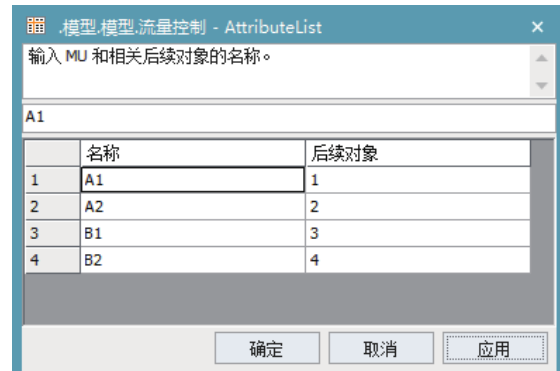 .模型.模型.流量控制 - AttributeList
输入 MU 和相关后续对象的名称。
A1
名称 后续对象
1 A1 1
2 A2 2
3 B1 3
4 B2 4
确定 取消 应用